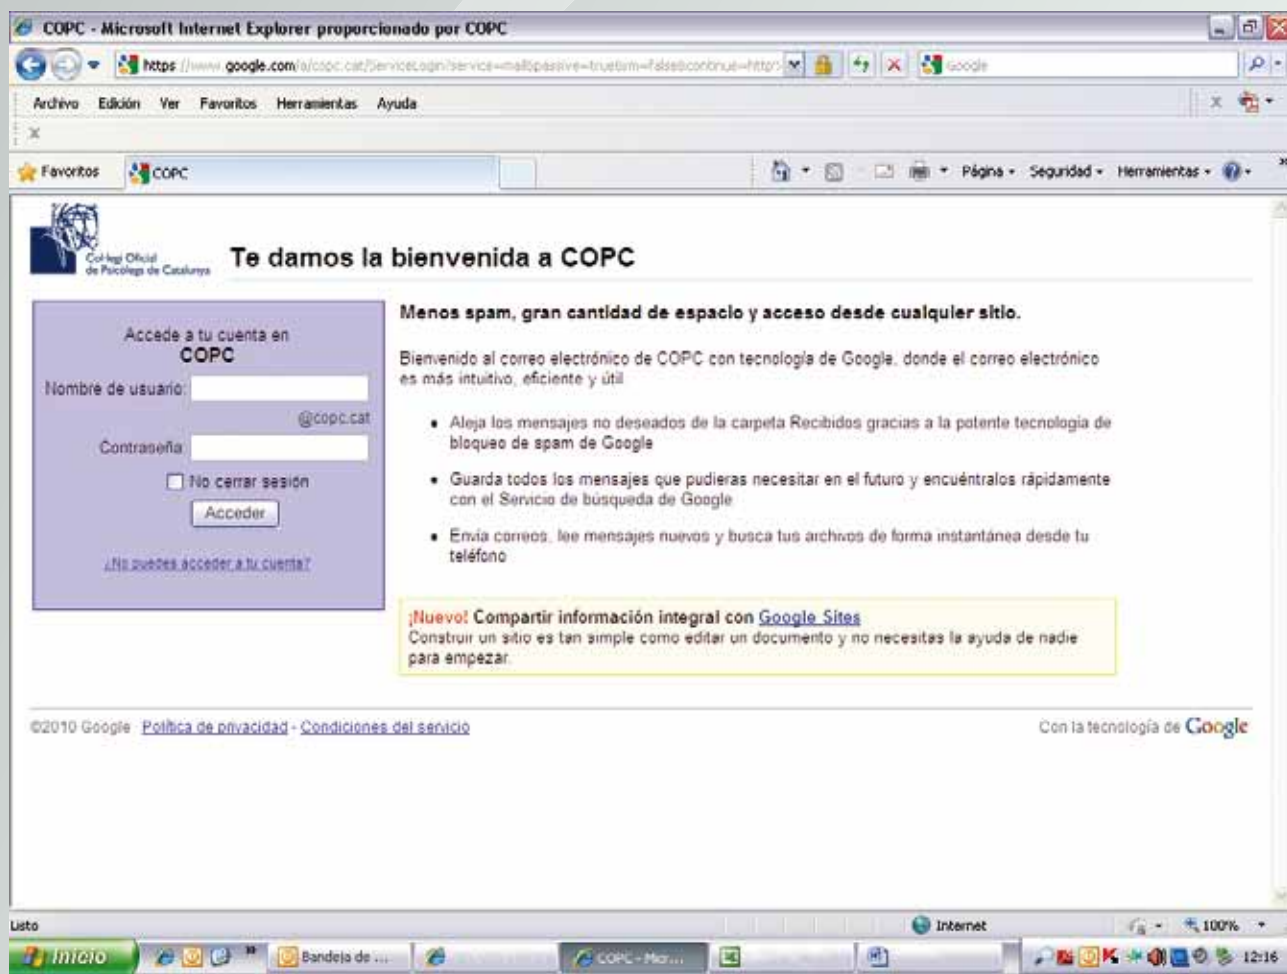 COPC - Microsoft Internet Explorer proporcionado por COPC
https://www.google.com/a/copc.cat/ServiceLogin?service=mail&passive=true&rm=false&continue=http
Google
Archivo Edición Ver Favoritos Herramientas Ayuda
Favoritos COPC Página Seguridad Herramientas
Col·legi Oficial
de Psicòlegs de Catalunya
Te damos la bienvenida a COPC
Accede a tu cuenta en
COPC
Nombre de usuario:
@copc.cat
Contraseña:
No cerrar sesión
Acceder
¿No puedes acceder a tu cuenta?
Menos spam, gran cantidad de espacio y acceso desde cualquier sitio.
Bienvenido al correo electrónico de COPC con tecnología de Google, donde el correo electrónico
es más intuitivo, eficiente y útil
• Aleja los mensajes no deseados de la carpeta Recibidos gracias a la potente tecnología de
bloqueo de spam de Google
• Guarda todos los mensajes que pudieras necesitar en el futuro y encuéntralos rápidamente
con el Servicio de búsqueda de Google
• Envía correos, lee mensajes nuevos y busca tus archivos de forma instantánea desde tu
teléfono
¡Nuevo! Compartir información integral con Google Sites
Construir un sitio es tan simple como editar un documento y no necesitas la ayuda de nadie
para empezar.
©2010 Google - Política de privacidad - Condiciones del servicio
Con la tecnología de Google
Listo Internet 100%
Inicio Bandeja de ... COPC - Micr... 12:16